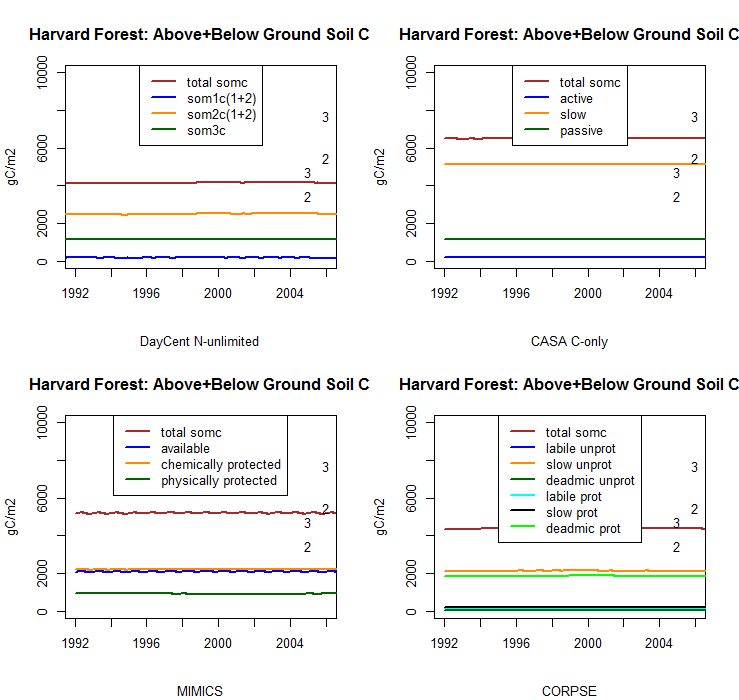 Harvard Forest: Above+Below Ground Soil C
10000
6000
2000
0
gC/m2
total somc
som1c(1+2)
som2c(1+2)
som3c
3
2
3
2
1992
1996
2000
2004
DayCent N-unlimited
Harvard Forest: Above+Below Ground Soil C
10000
6000
2000
0
gC/m2
total somc
active
slow
passive
3
2
3
2
1992
1996
2000
2004
CASA C-only
Harvard Forest: Above+Below Ground Soil C
10000
6000
2000
0
gC/m2
total somc
available
chemically protected
physically protected
3
2
3
2
1992
1996
2000
2004
MIMICS
Harvard Forest: Above+Below Ground Soil C
10000
6000
2000
0
gC/m2
total somc
labile unprot
slow unprot
deadmic unprot
labile prot
slow prot
deadmic prot
3
2
3
2
1992
1996
2000
2004
CORPSE